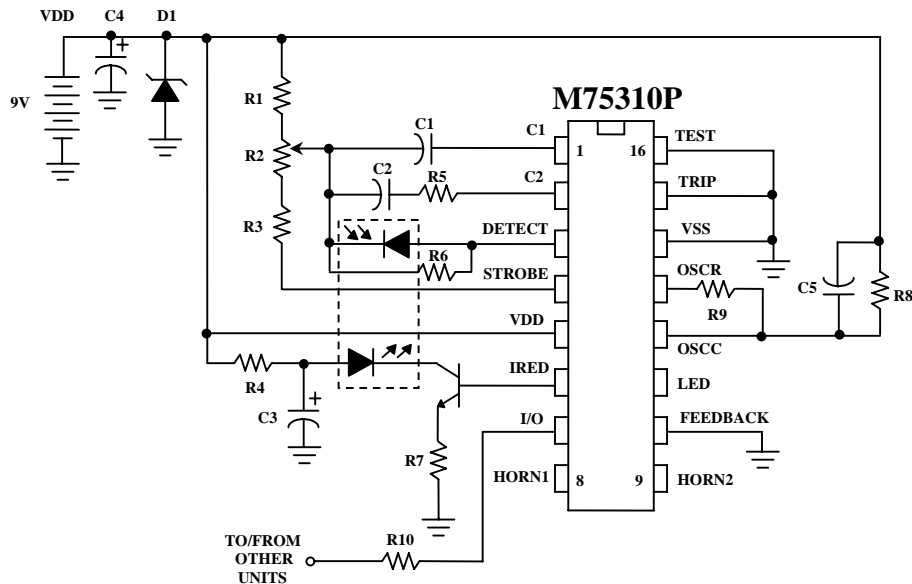 VDD C4 D1
+
9V
R1
M75310P
C1 C1 TEST
1 16
R2
C2 R5 C2 TRIP
R3
DETECT VSS
R6
STROBE OSCR
C5 R8
R9
VDD OSCC
R4 IRED LED
+
C3
I/O FEEDBACK
R7
HORN1 8 9 HORN2
R10
TO/FROM
OTHER
UNITS